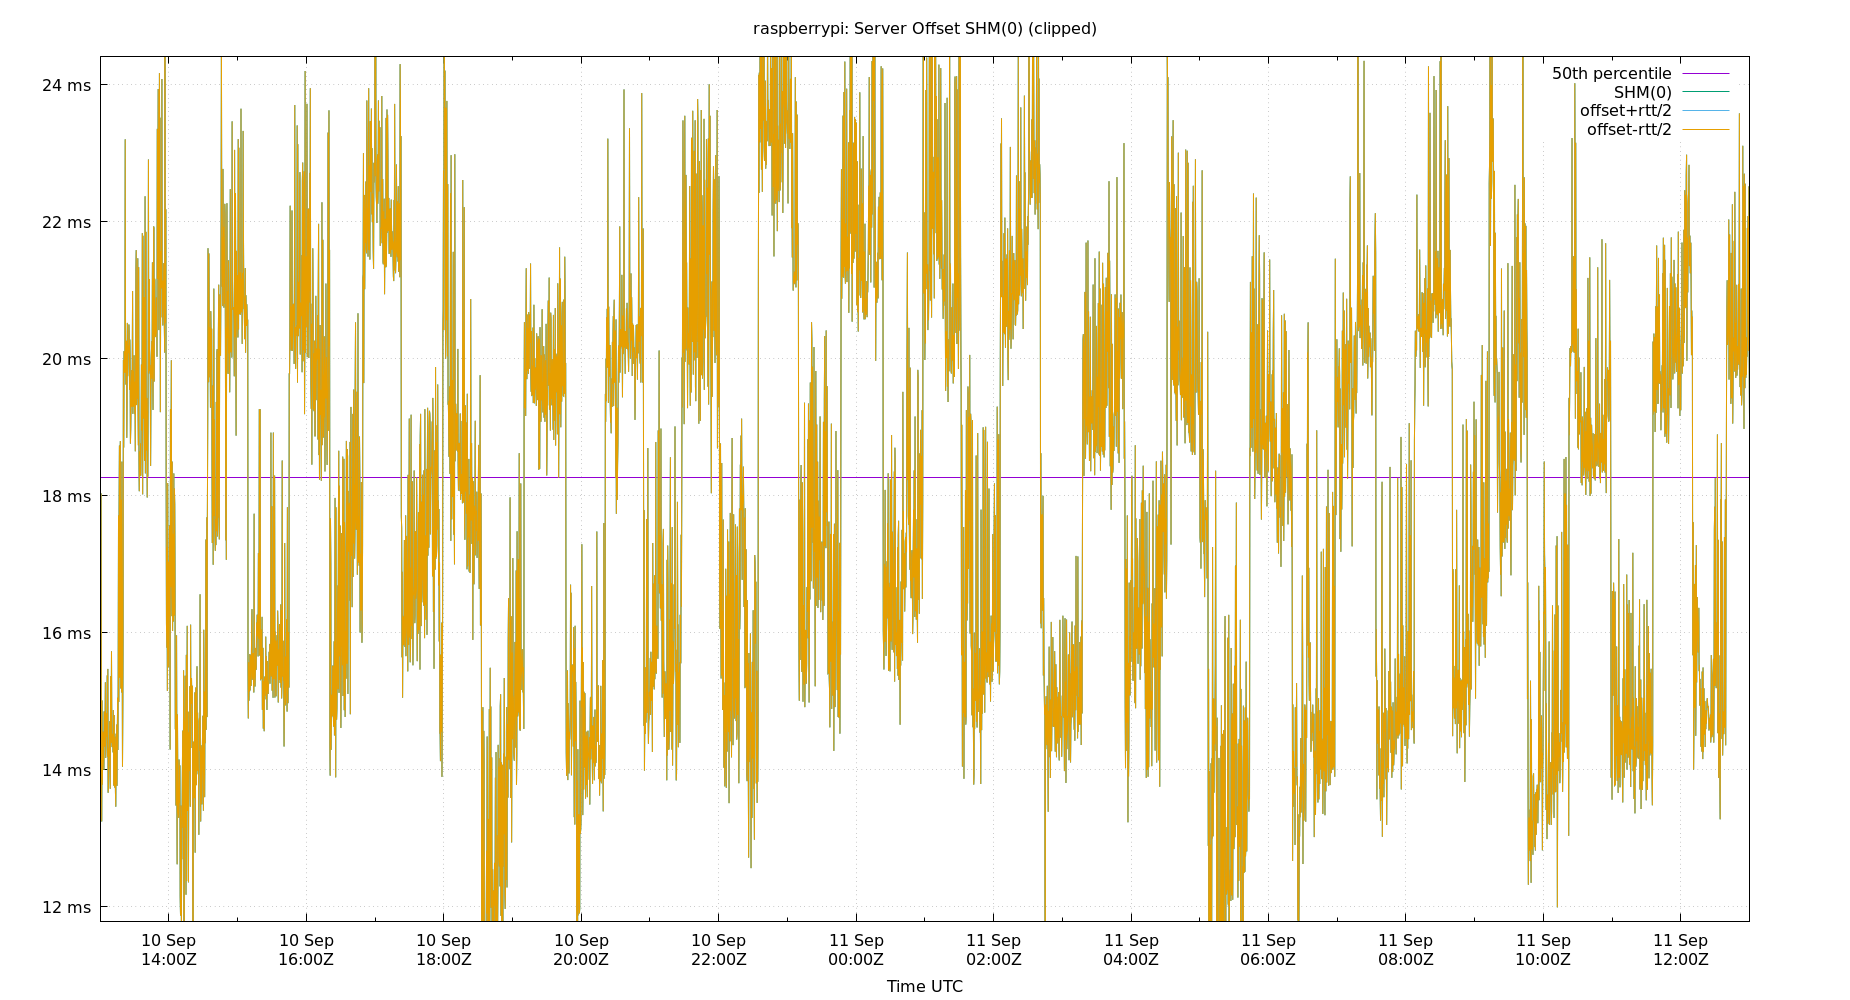 raspberrypi: Server Offset SHM(0) (clipped)
50th percentile
SHM(0)
offset+rtt/2
offset-rtt/2
24 ms
22 ms
20 ms
18 ms
16 ms
14 ms
12 ms
10 Sep 10 Sep 10 Sep 10 Sep 10 Sep 11 Sep 11 Sep 11 Sep 11 Sep 11 Sep 11 Sep 11 Sep
14:00Z 16:00Z 18:00Z 20:00Z 22:00Z 00:00Z 02:00Z 04:00Z 06:00Z 08:00Z 10:00Z 12:00Z
Time UTC